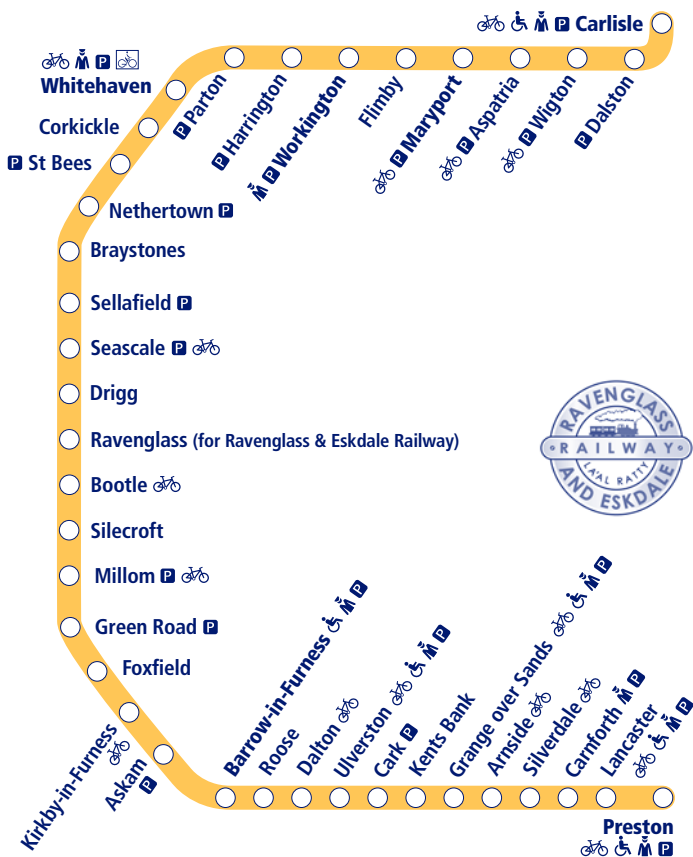 Carlisle
Whitehaven
Parton
Harrington
Workington
Flimby
Maryport
Aspatria
Wigton
Dalston
Corkickle
St Bees
Nethertown
Braystones
Sellafield
Seascale
Drigg
Ravenglass (for Ravenglass & Eskdale Railway)
Bootle
Silecroft
Millom
Green Road
Foxfield
Kirkby-in-Furness
Askam
Barrow-in-Furness
Roose
Dalton
Ulverston
Cark
Kents Bank
Grange over Sands
Arnside
Silverdale
Carnforth
Lancaster
Preston
RAVENGLASS
RAILWAY
LA'AL RATTY
AND ESKDALE